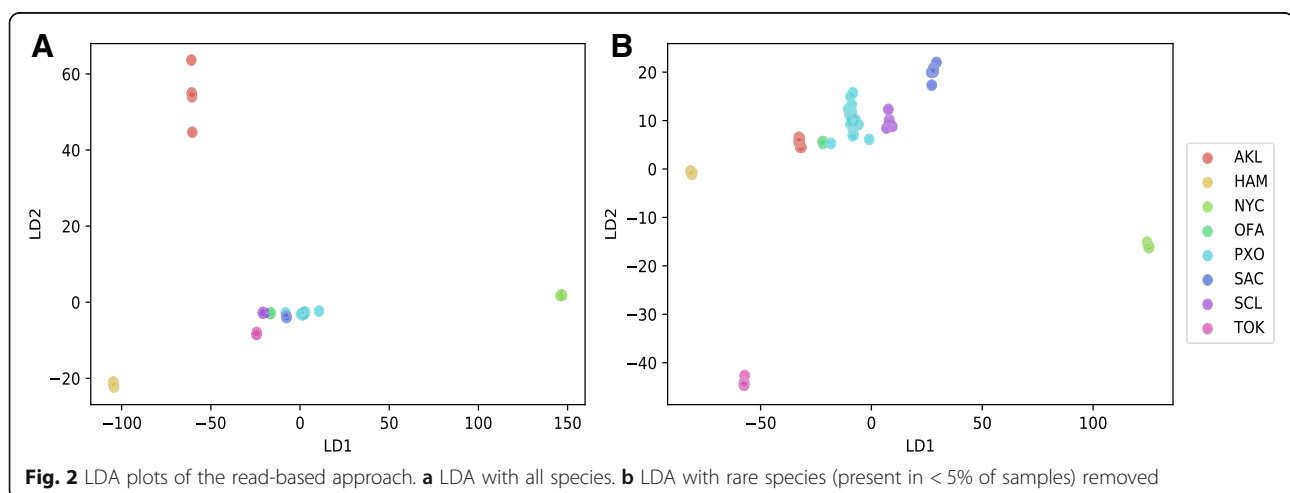 A
60
40
20
0
−20
LD2
−100
−50
0
50
100
150
LD1
B
20
10
0
−10
−20
−30
−40
LD2
−50
0
50
100
LD1
AKL
HAM
NYC
OFA
PXO
SAC
SCL
TOK
Fig. 2 LDA plots of the read-based approach. a LDA with all species. b LDA with rare species (present in < 5% of samples) removed